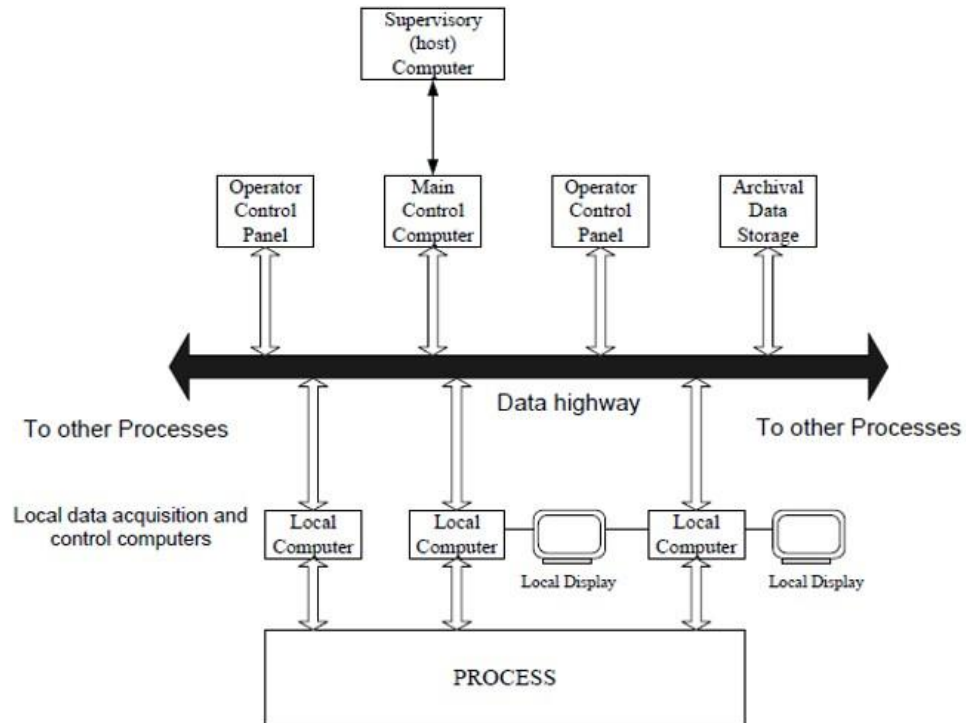 Supervisory
(host)
Computer
Operator
Control
Panel
Main
Control
Computer
Operator
Control
Panel
Archival
Data
Storage
Data highway
To other Processes
To other Processes
Local data acquisition and
control computers
Local
Computer
Local
Computer
Local
Computer
Local Display
Local Display
PROCESS